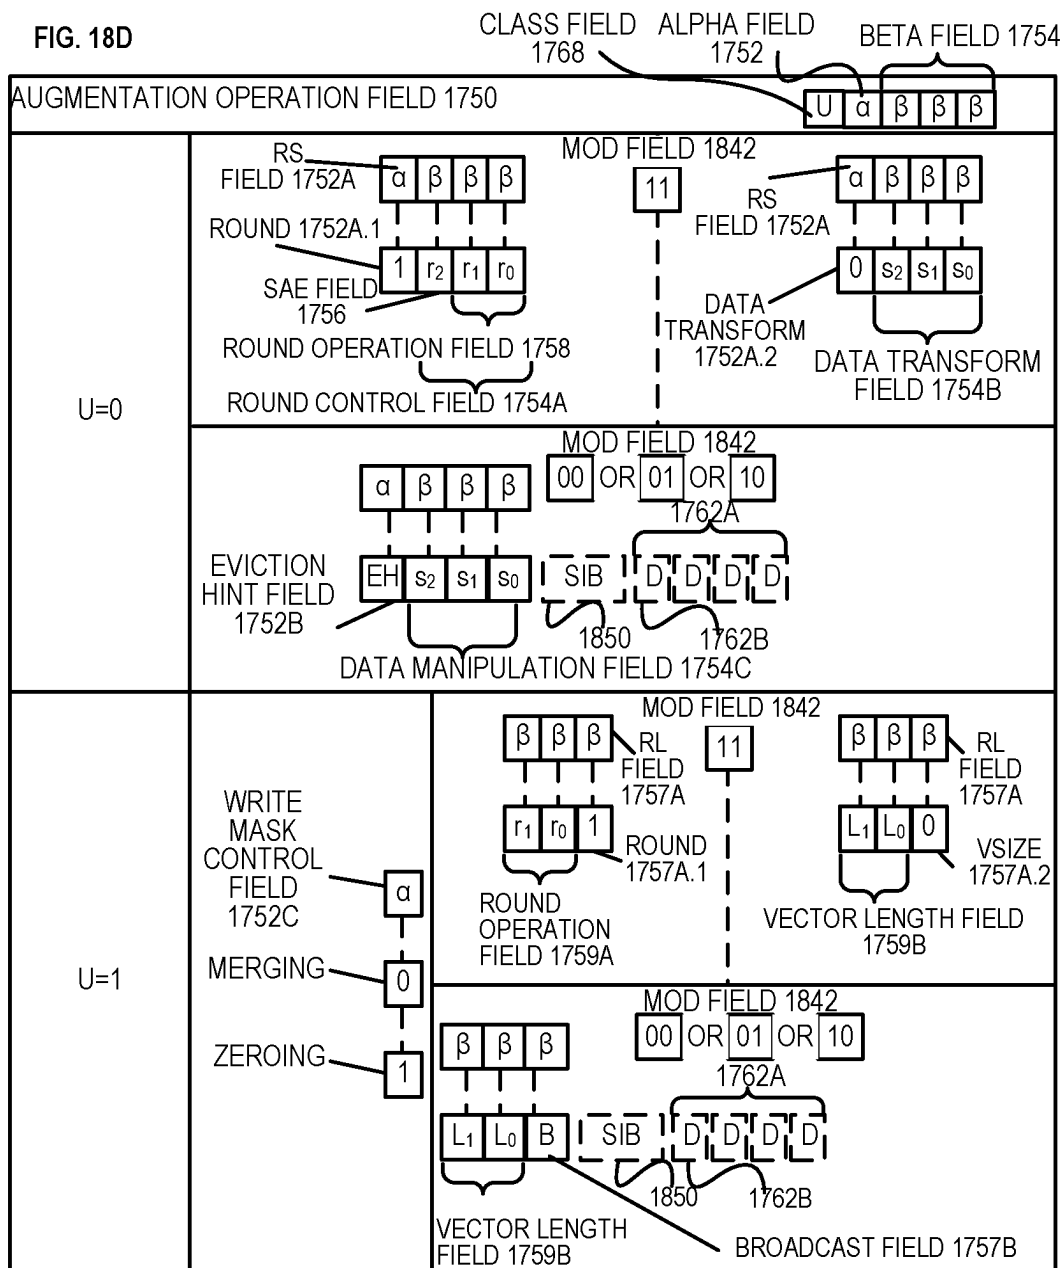 FIG. 18D
CLASS FIELD
1768
ALPHA FIELD
1752
BETA FIELD 1754
AUGMENTATION OPERATION FIELD 1750
U α β β β
U=0
RS
FIELD 1752A
α β β β
ROUND 1752A.1
1 r2 r1 r0
SAE FIELD
1756
ROUND OPERATION FIELD 1758
ROUND CONTROL FIELD 1754A
MOD FIELD 1842
11
α β β β
RS
FIELD 1752A
0 s2 s1 s0
DATA
TRANSFORM
1752A.2
DATA TRANSFORM
FIELD 1754B
MOD FIELD 1842
00 OR 01 OR 10
α β β β
1762A
EVICTION
HINT FIELD
1752B
EH s2 s1 s0 SIB D D D D
1850
1762B
DATA MANIPULATION FIELD 1754C
U=1
WRITE
MASK
CONTROL
FIELD
1752C
α
MERGING
0
ZEROING
1
MOD FIELD 1842
11
β β β
RL
FIELD
1757A
r1 r0 1
ROUND
1757A.1
ROUND
OPERATION
FIELD 1759A
β β β
RL
FIELD
1757A
L1 L0 0
VSIZE
1757A.2
VECTOR LENGTH FIELD
1759B
MOD FIELD 1842
00 OR 01 OR 10
β β β
1762A
L1 L0 B SIB D D D D
1850
1762B
VECTOR LENGTH
FIELD 1759B
BROADCAST FIELD 1757B